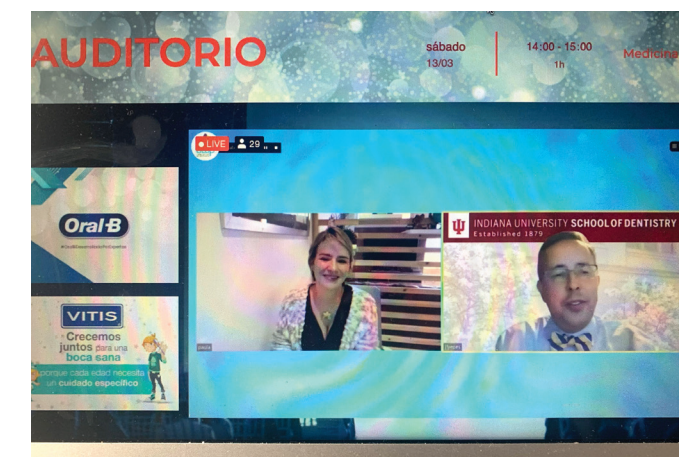 AUDITORIO
sábado
13/03
14:00 - 15:00
1h
Medicina
LIVE
29
Oral-B
VITIS
Crecemos
juntos para una
boca sana
porque cada edad necesita
un cuidado específico
INDIANA UNIVERSITY SCHOOL OF DENTISTRY
Established 1879